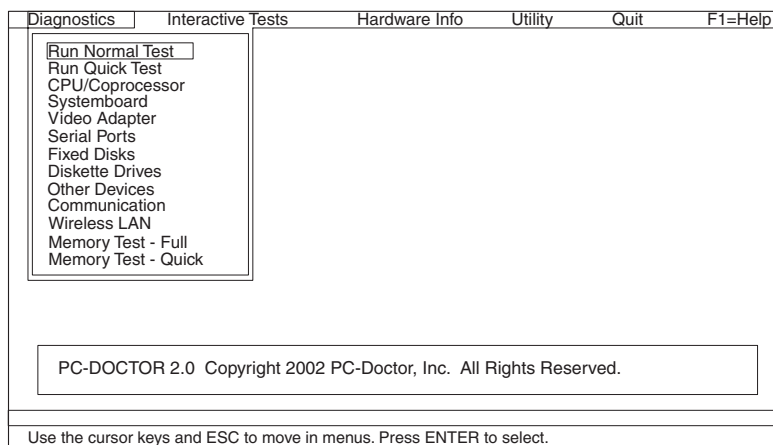 Diagnostics Interactive Tests Hardware Info Utility Quit F1=Help
Run Normal Test
Run Quick Test
CPU/Coprocessor
Systemboard
Video Adapter
Serial Ports
Fixed Disks
Diskette Drives
Other Devices
Communication
Wireless LAN
Memory Test - Full
Memory Test - Quick
PC-DOCTOR 2.0 Copyright 2002 PC-Doctor, Inc. All Rights Reserved.
Use the cursor keys and ESC to move in menus. Press ENTER to select.